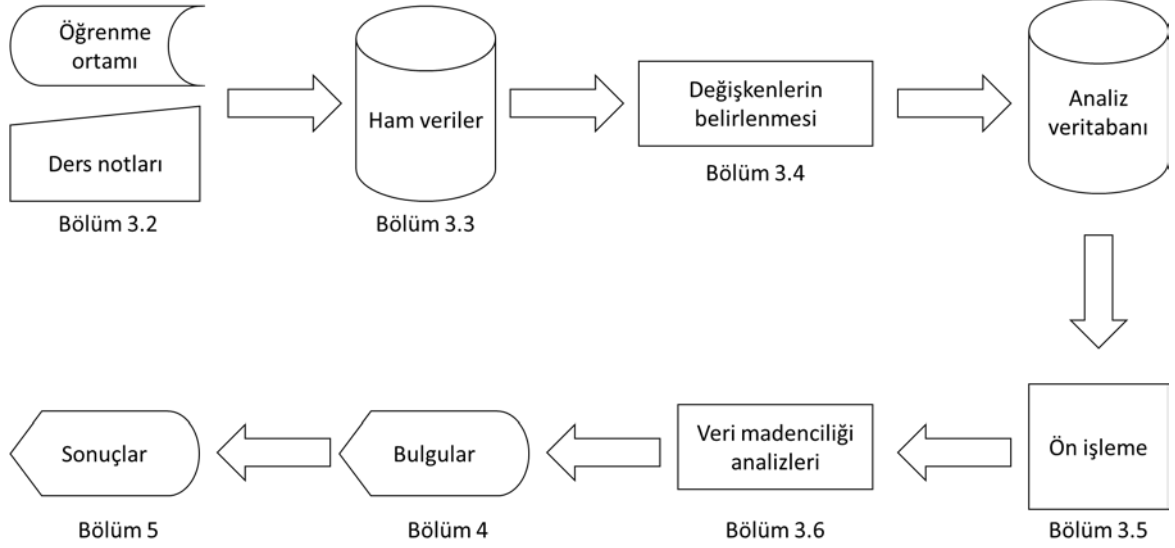 Öğrenme
ortamı
Ders notları
Bölüm 3.2
Ham veriler
Bölüm 3.3
Değişkenlerin
belirlenmesi
Bölüm 3.4
Analiz
veritabanı
Ön işleme
Bölüm 3.5
Veri madenciliği
analizleri
Bölüm 3.6
Bulgular
Bölüm 4
Sonuçlar
Bölüm 5